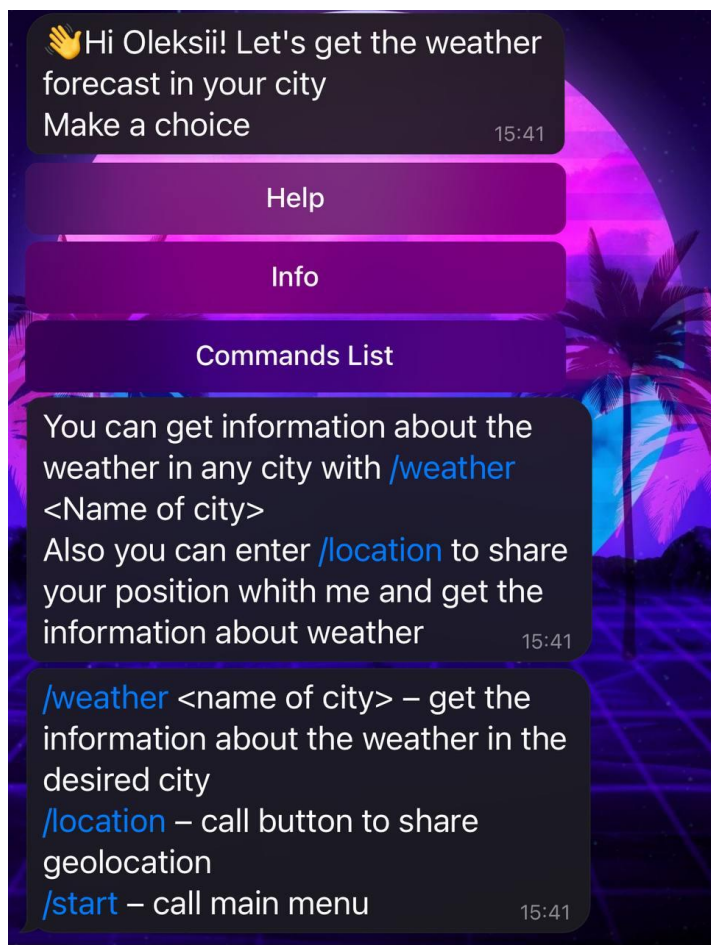 👋Hi Oleksii! Let's get the weather
forecast in your city
Make a choice
15:41
Help
Info
Commands List
You can get information about the
weather in any city with /weather
<Name of city>
Also you can enter /location to share
your position whith me and get the
information about weather
15:41
/weather <name of city> – get the
information about the weather in the
desired city
/location – call button to share
geolocation
/start – call main menu
15:41